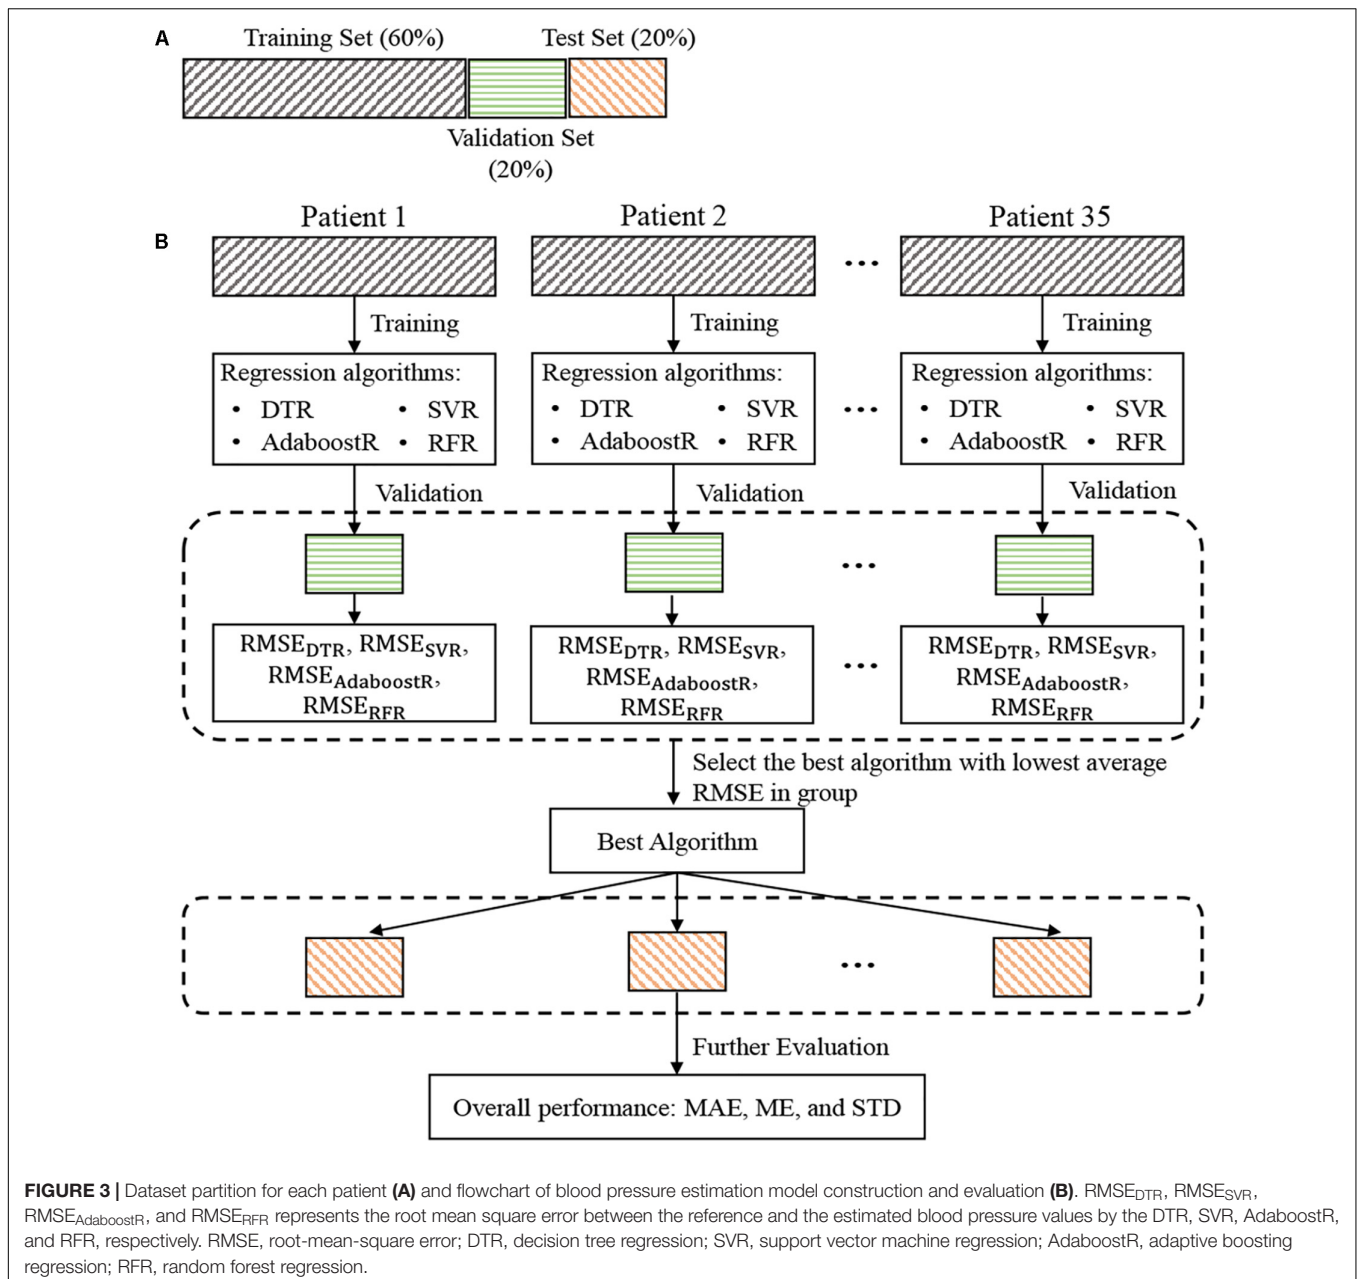 A
Training Set (60%)
Test Set (20%)
Validation Set
(20%)
B
Patient 1
Patient 2
Patient 35
...
Training
Training
Training
Regression algorithms:
• DTR • SVR
• AdaboostR • RFR
Regression algorithms:
• DTR • SVR
• AdaboostR • RFR
...
Regression algorithms:
• DTR • SVR
• AdaboostR • RFR
Validation
Validation
Validation
...
RMSE_DTR, RMSE_SVR,
RMSE_AdaboostR,
RMSE_RFR
RMSE_DTR, RMSE_SVR,
RMSE_AdaboostR,
RMSE_RFR
...
RMSE_DTR, RMSE_SVR,
RMSE_AdaboostR,
RMSE_RFR
Select the best algorithm with lowest average
RMSE in group
Best Algorithm
...
Further Evaluation
Overall performance: MAE, ME, and STD
FIGURE 3 | Dataset partition for each patient (A) and flowchart of blood pressure estimation model construction and evaluation (B). RMSE_DTR, RMSE_SVR,
RMSE_AdaboostR, and RMSE_RFR represents the root mean square error between the reference and the estimated blood pressure values by the DTR, SVR, AdaboostR,
and RFR, respectively. RMSE, root-mean-square error; DTR, decision tree regression; SVR, support vector machine regression; AdaboostR, adaptive boosting
regression; RFR, random forest regression.